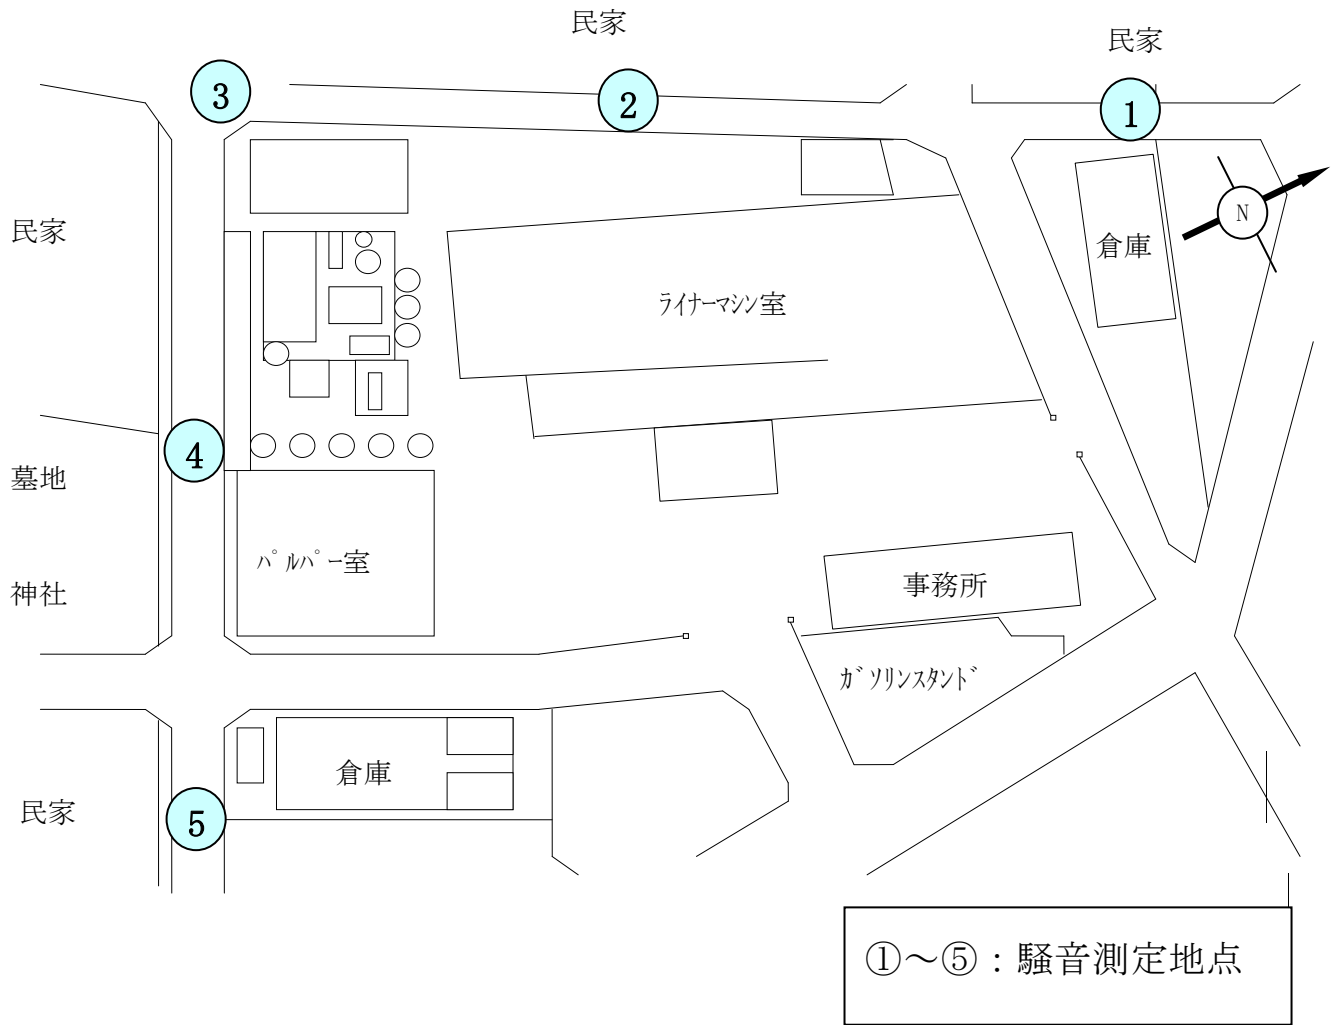 民家
民家
3
2
1
民家
倉庫
N
ライナーマシン室
4
墓地
パルパー室
神社
事務所
ガソリンスタンド
倉庫
民家
5
①～⑤：騒音測定地点